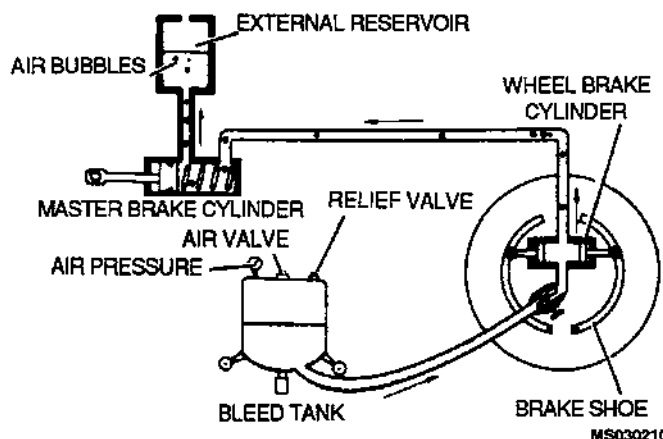 EXTERNAL RESERVOIR
AIR BUBBLES
WHEEL BRAKE
CYLINDER
MASTER BRAKE CYLINDER
RELIEF VALVE
AIR VALVE
AIR PRESSURE
BLEED TANK
BRAKE SHOE
MS030210